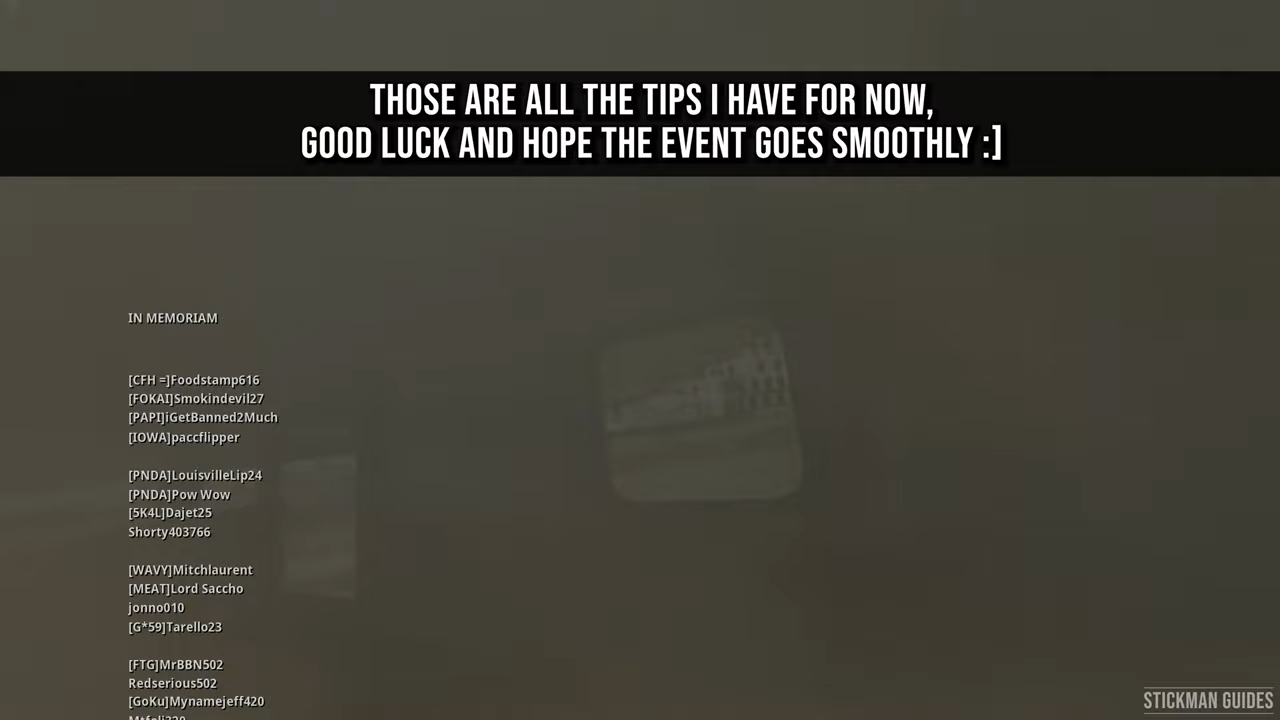 THOSE ARE ALL THE TIPS I HAVE FOR NOW,
GOOD LUCK AND HOPE THE EVENT GOES SMOOTHLY :]
IN MEMORIAM
[CFH =]Foodstamp616
[FOKAI]Smokindevil27
[PAPI]iGetBanned2Much
[IOWA]paccflipper
[PNDA]LouisvilleLip24
[PNDA]Pow Wow
[5K4L]Dajet25
Shorty403766
[WAVY]Mitchlaurent
[MEAT]Lord Saccho
jonno010
[G*59]Tarello23
[FTG]MrBBN502
Redserious502
[GoKu]Mynamejeff420
STICKMAN GUIDES